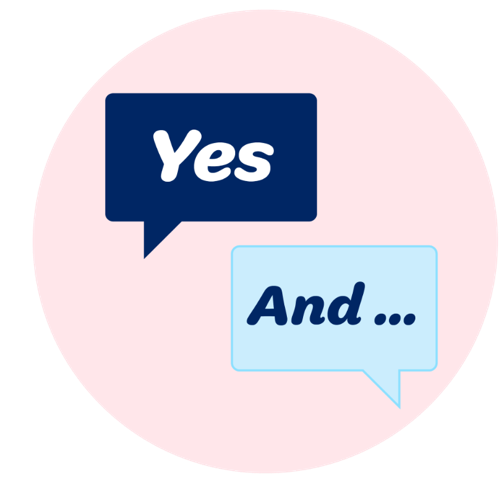 Yes
And ...